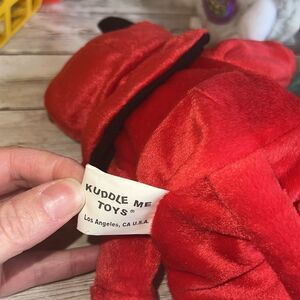 KUDDLE ME
TOYS®
Los Angeles, CA U.S.A.